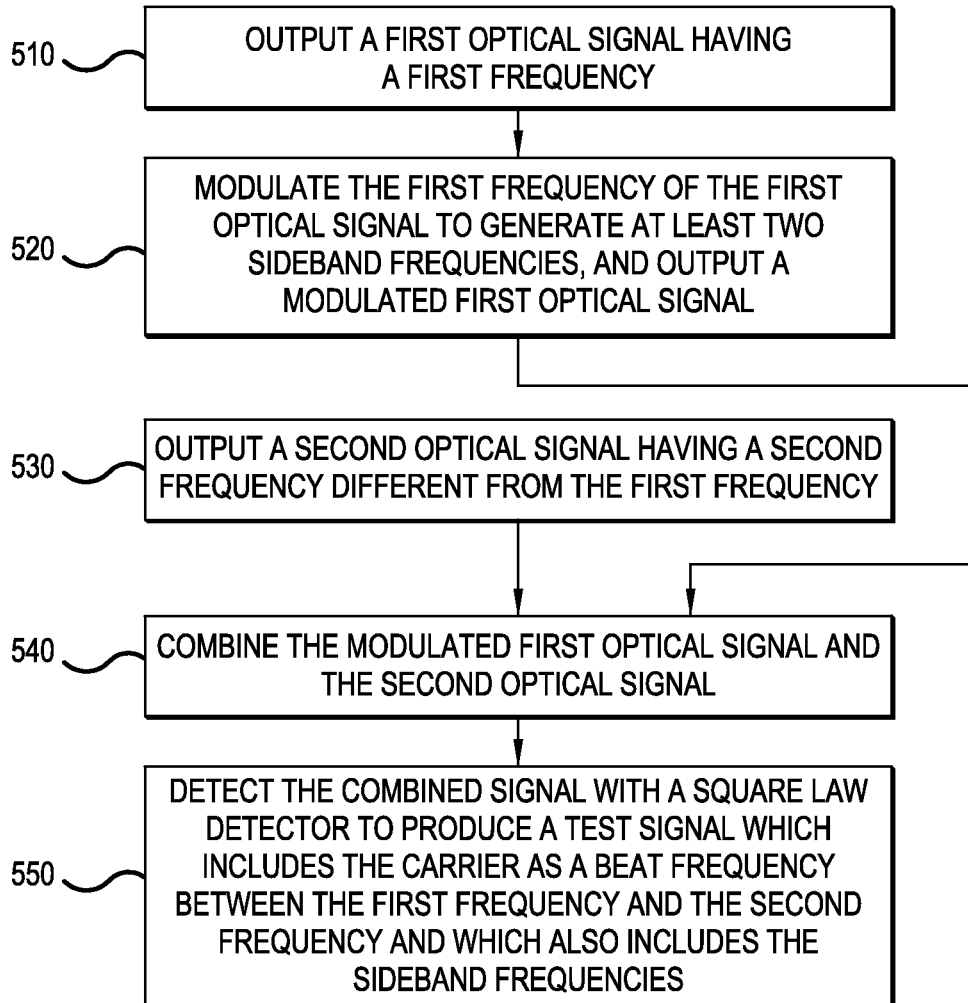 510
OUTPUT A FIRST OPTICAL SIGNAL HAVING
A FIRST FREQUENCY
520
MODULATE THE FIRST FREQUENCY OF THE FIRST
OPTICAL SIGNAL TO GENERATE AT LEAST TWO
SIDEBAND FREQUENCIES, AND OUTPUT A
MODULATED FIRST OPTICAL SIGNAL
530
OUTPUT A SECOND OPTICAL SIGNAL HAVING A SECOND
FREQUENCY DIFFERENT FROM THE FIRST FREQUENCY
540
COMBINE THE MODULATED FIRST OPTICAL SIGNAL AND
THE SECOND OPTICAL SIGNAL
550
DETECT THE COMBINED SIGNAL WITH A SQUARE LAW
DETECTOR TO PRODUCE A TEST SIGNAL WHICH
INCLUDES THE CARRIER AS A BEAT FREQUENCY
BETWEEN THE FIRST FREQUENCY AND THE SECOND
FREQUENCY AND WHICH ALSO INCLUDES THE
SIDEBAND FREQUENCIES